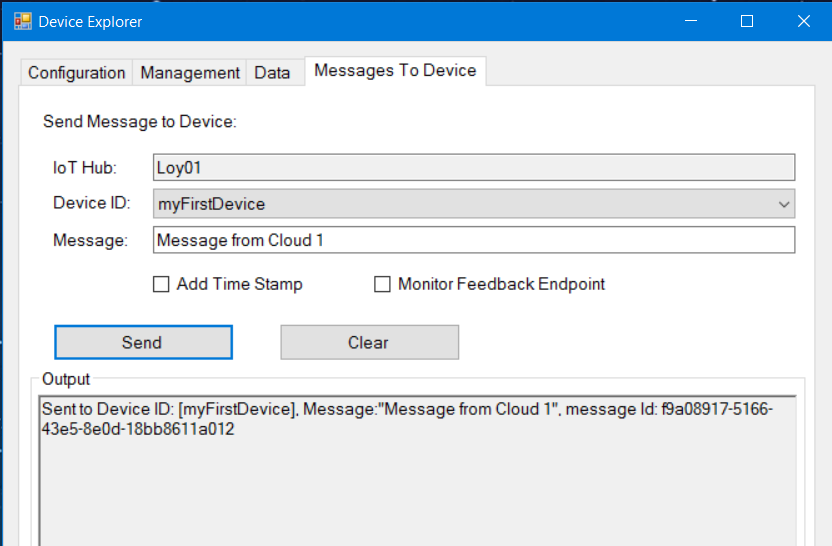 Device Explorer
Configuration Management Data Messages To Device
Send Message to Device:
IoT Hub: Loy01
Device ID: myFirstDevice
Message: Message from Cloud 1
Add Time Stamp Monitor Feedback Endpoint
Send Clear
Output
Sent to Device ID: [myFirstDevice], Message:"Message from Cloud 1", message Id: f9a08917-5166-
43e5-8e0d-18bb8611a012